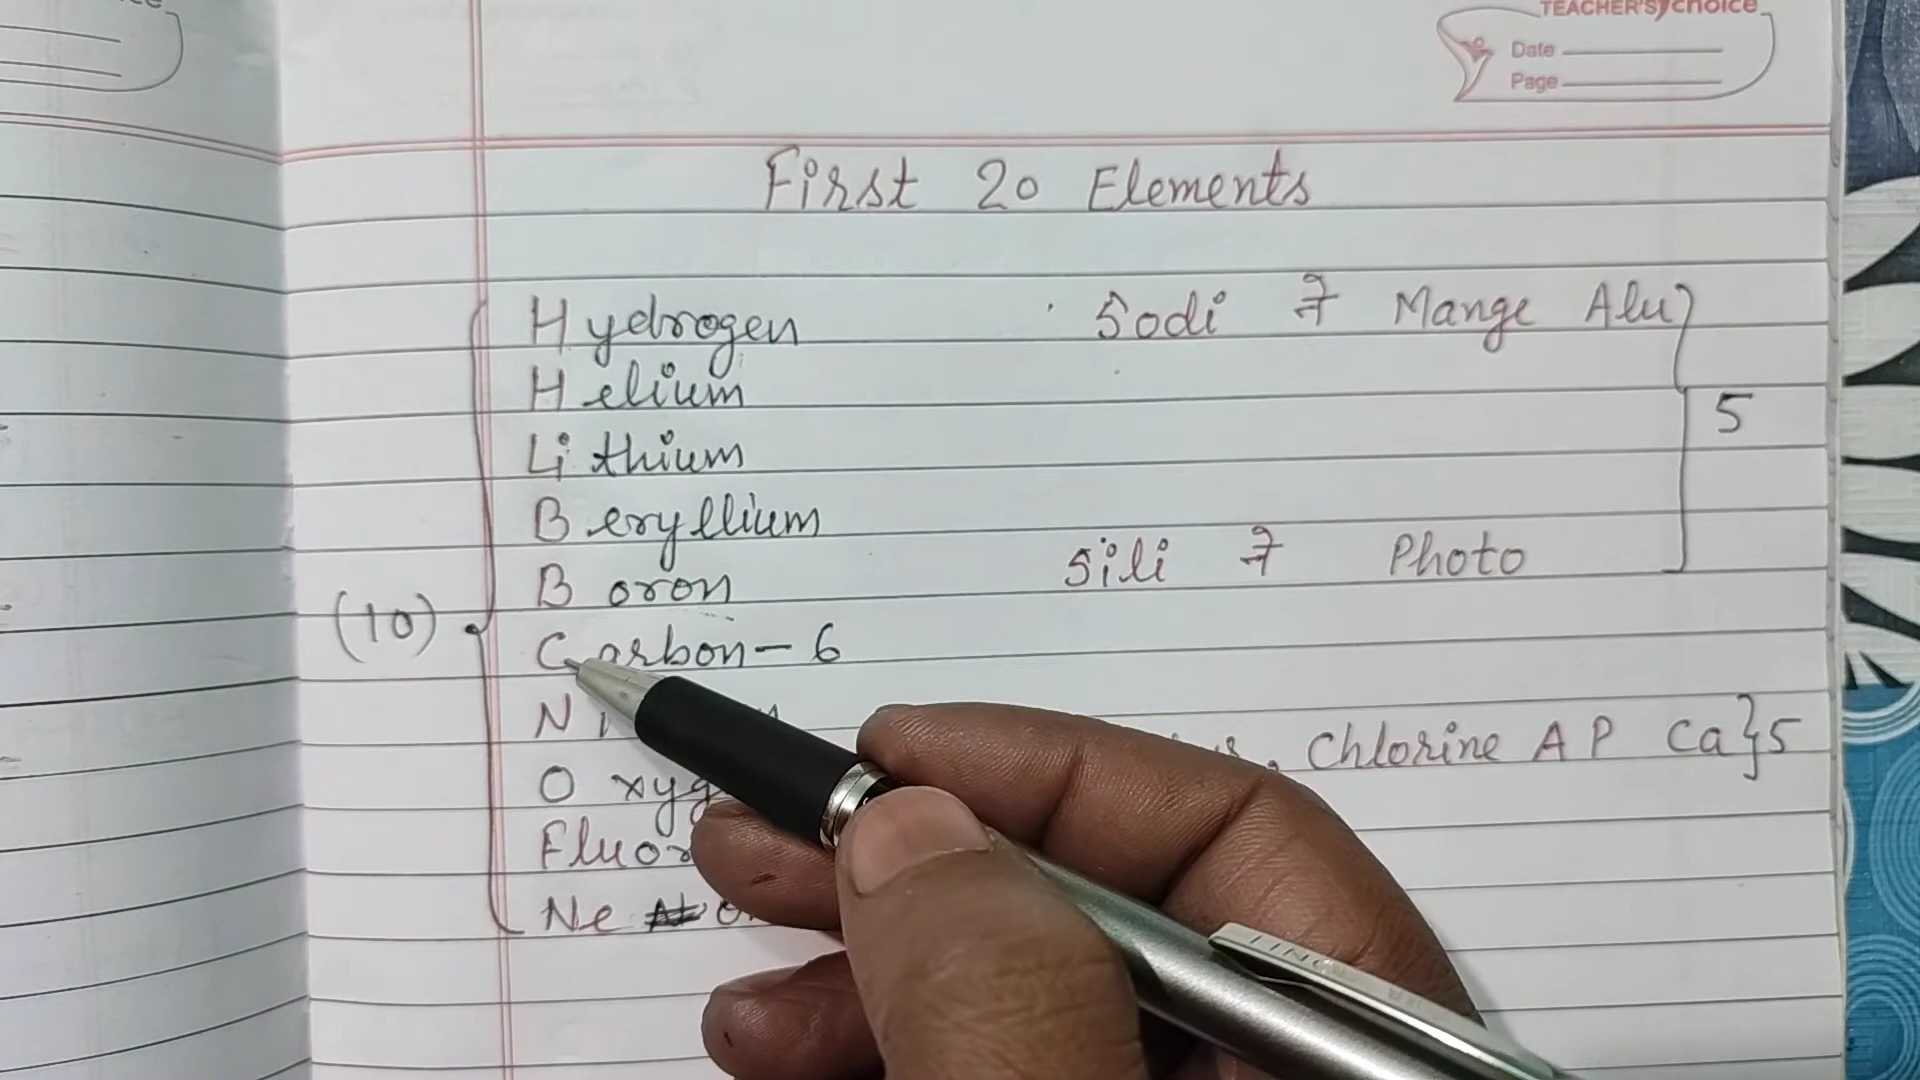 TEACHER'S Choice
Date
Page
First 20 Elements
Hydrogen
Helium
Lithium
Beryllium
Boron
(10)
Carbon - 6
N
Oxyg
Fluor
Ne
Sodi न Mange Alu
5
Sili न Photo
, Chlorine A P Ca } 5